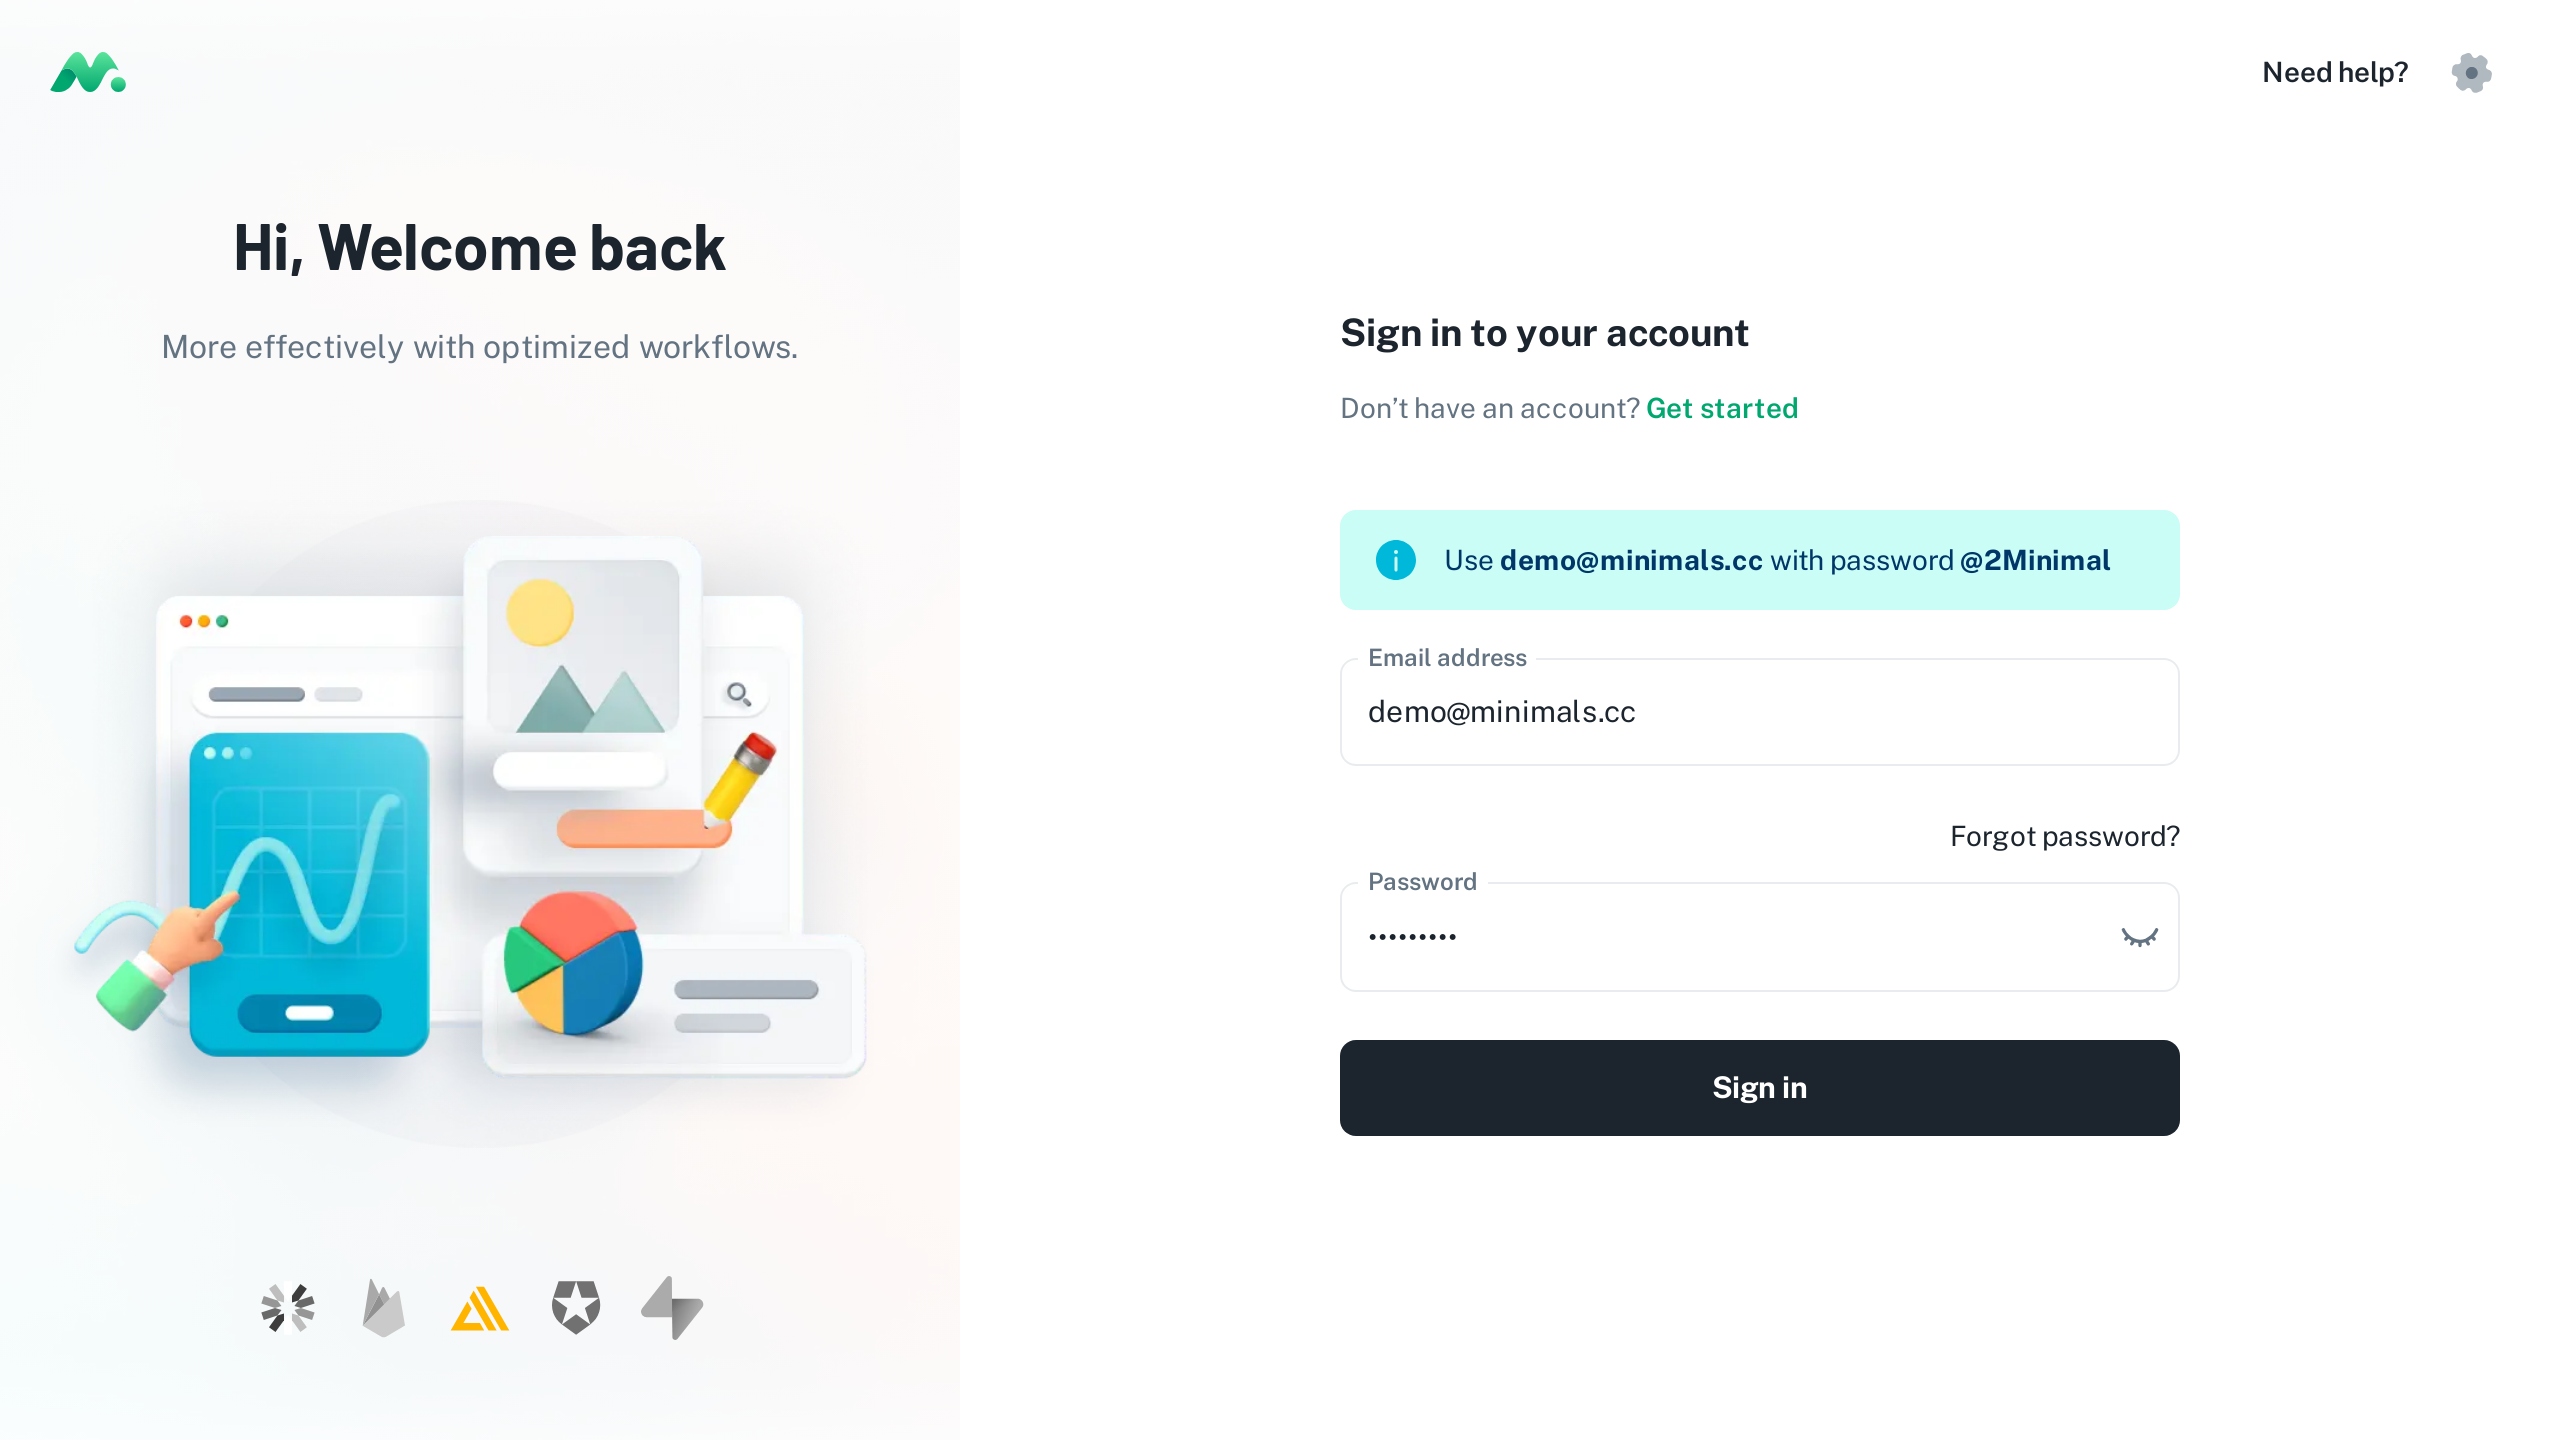 Need help?
Hi, Welcome back
More effectively with optimized workflows.
Sign in to your account
Don’t have an account? Get started
Use demo@minimals.cc with password @2Minimal
Email address
demo@minimals.cc
Forgot password?
Password
•••••••••
Sign in